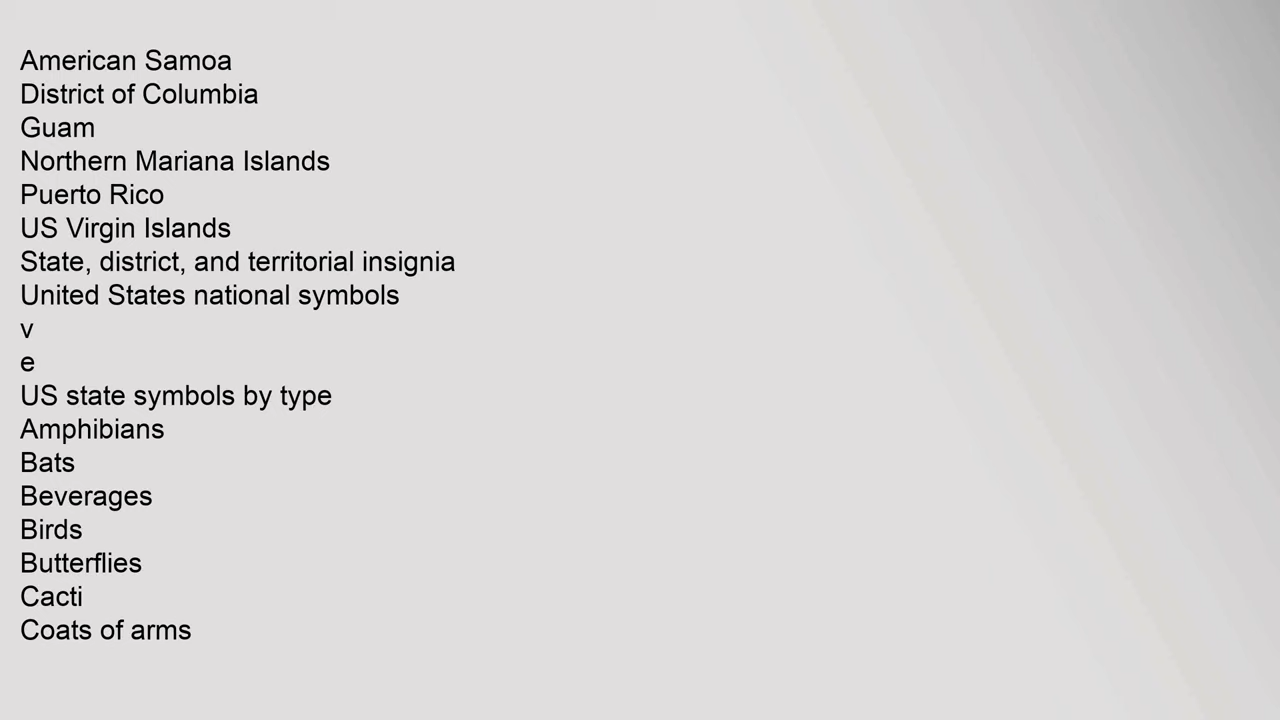 American Samoa
District of Columbia
Guam
Northern Mariana Islands
Puerto Rico
US Virgin Islands
State, district, and territorial insignia
United States national symbols
v
e
US state symbols by type
Amphibians
Bats
Beverages
Birds
Butterflies
Cacti
Coats of arms